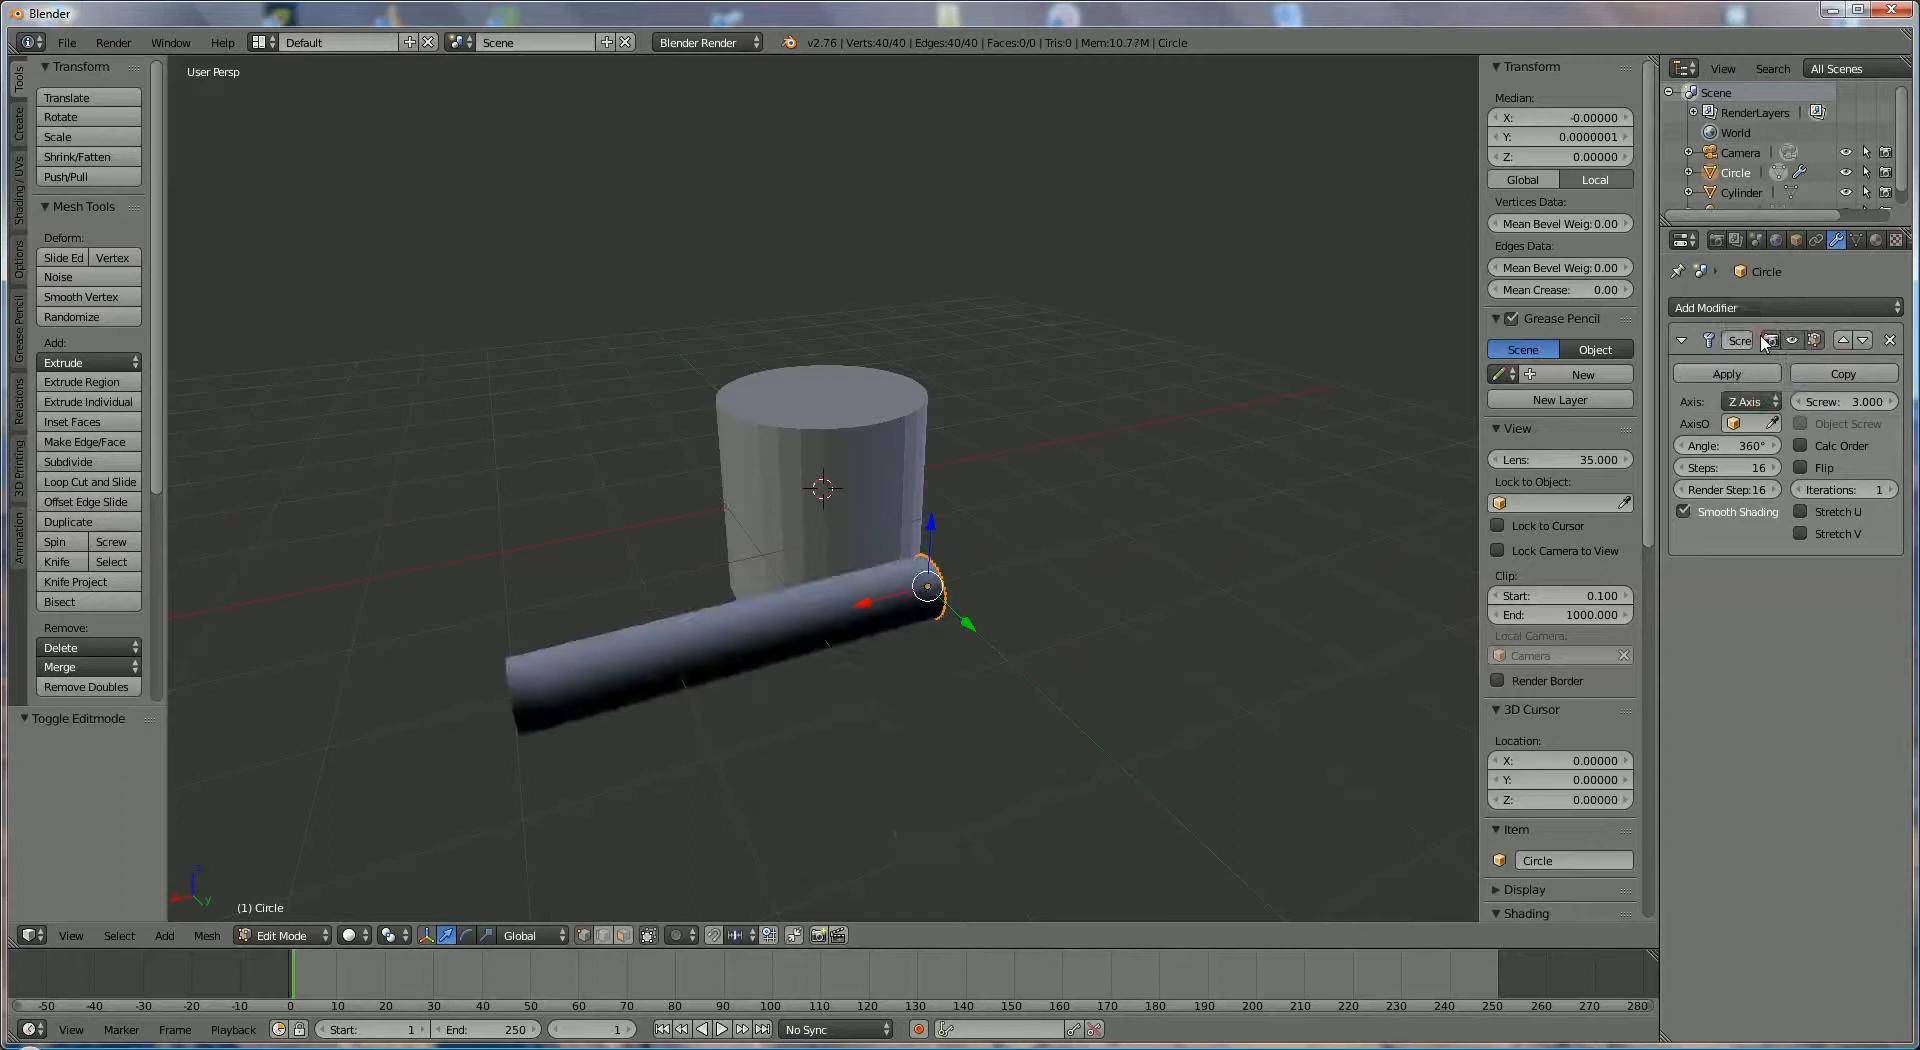 Blender
File Render Window Help Default Scene Blender Render v2.76 | Verts:40/40 | Edges:40/40 | Faces:0/0 | Tris:0 | Circle
User Persp
Tools
Create
Shading / UVs
Options
Grease Pencil
Relations
3D Printing
Animation
Transform
Translate
Rotate
Scale
Shrink/Fatten
Push/Pull
Mesh Tools
Deform:
Slide Ed Vertex
Noise
Smooth Vertex
Randomize
Add:
Extrude
Extrude Region
Extrude Individual
Inset Faces
Make Edge/Face
Subdivide
Loop Cut and Slide
Offset Edge Slide
Duplicate
Spin Screw
Knife Select
Knife Project
Bisect
Remove:
Delete
Merge
Remove Doubles
Toggle Editmode
z
y
(1) Circle
Transform
Median:
X: -0.00000
Y: 0.0000001
Z: 0.00000
Global Local
Vertices Data:
Mean Bevel Weig: 0.00
Edges Data:
Mean Bevel Weig: 0.00
Mean Crease: 0.00
Grease Pencil
Scene Object
New
New Layer
View
Lens: 35.000
Lock to Object:
Lock to Cursor
Lock Camera to View
Clip:
Start: 0.100
End: 1000.000
Local Camera:
Camera
Render Border
3D Cursor
Location:
X: 0.00000
Y: 0.00000
Z: 0.00000
Item
Circle
Display
Shading
View Search All Scenes
Scene
RenderLayers
World
Camera
Circle
Cylinder
Circle
Add Modifier
Scre
Apply Copy
Axis: Z Axis Screw: 3.000
AxisO Object Screw
Angle: 360° Calc Order
Steps: 16 Flip
Render Step: 16 Iterations: 1
Smooth Shading Stretch U
Stretch V
View Select Add Mesh Edit Mode Global
-50 -40 -30 -20 -10 0 10 20 30 40 50 60 70 80 90 100 110 120 130 140 150 160 170 180 190 200 210 220 230 240 250 260 270 280
View Marker Frame Playback Start: 1 End: 250 1 No Sync